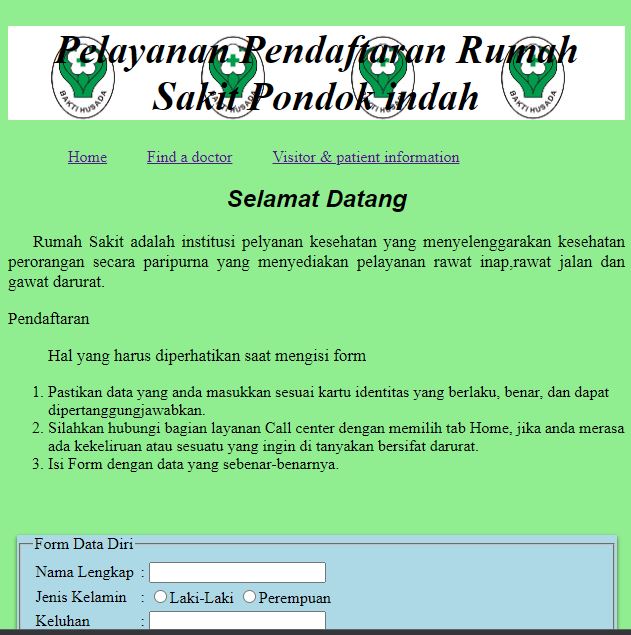 Pelayanan Pendaftaran Rumah
Sakit Pondok indah
BAKTI HUSADA
BAKTI HUSADA
BAKTI HUSADA
BAKTI HUSADA
Home Find a doctor Visitor & patient information
Selamat Datang
Rumah Sakit adalah institusi pelyanan kesehatan yang menyelenggarakan kesehatan
perorangan secara paripurna yang menyediakan pelayanan rawat inap,rawat jalan dan
gawat darurat.
Pendaftaran
Hal yang harus diperhatikan saat mengisi form
1. Pastikan data yang anda masukkan sesuai kartu identitas yang berlaku, benar, dan dapat
dipertanggungjawabkan.
2. Silahkan hubungi bagian layanan Call center dengan memilih tab Home, jika anda merasa
ada kekeliruan atau sesuatu yang ingin di tanyakan bersifat darurat.
3. Isi Form dengan data yang sebenar-benarnya.
Form Data Diri
Nama Lengkap :
Jenis Kelamin : Laki-Laki Perempuan
Keluhan :